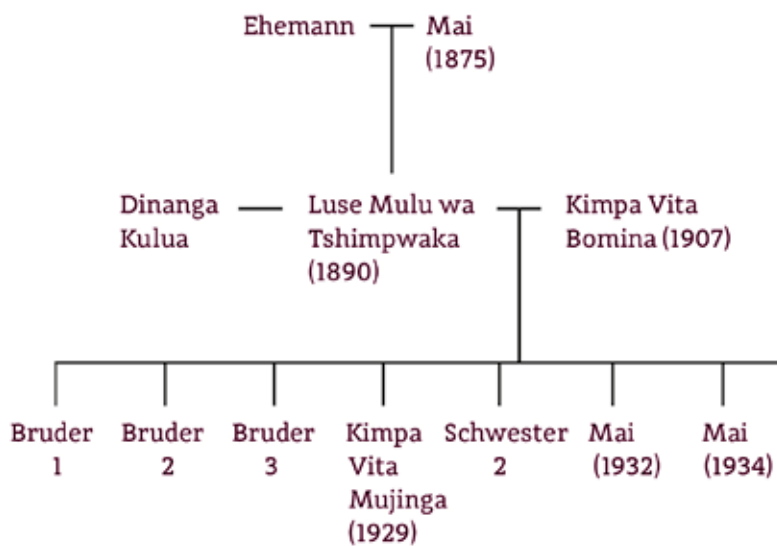 Ehemann Mai
(1875)
Dinanga Luse Mulu wa Kimpa Vita
Kulua Tshimpwaka Bomina (1907)
(1890)
Bruder Bruder Bruder Kimpa Schwester Mai Mai
1 2 3 Vita 2 (1932) (1934)
Mujinga
(1929)